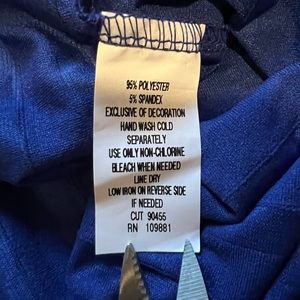 95% POLYESTER
5% SPANDEX
EXCLUSIVE OF DECORATION
HAND WASH COLD
SEPARATELY
USE ONLY NON-CHLORINE
BLEACH WHEN NEEDED
LINE DRY
LOW IRON ON REVERSE SIDE
IF NEEDED
CUT 90455
RN 109881